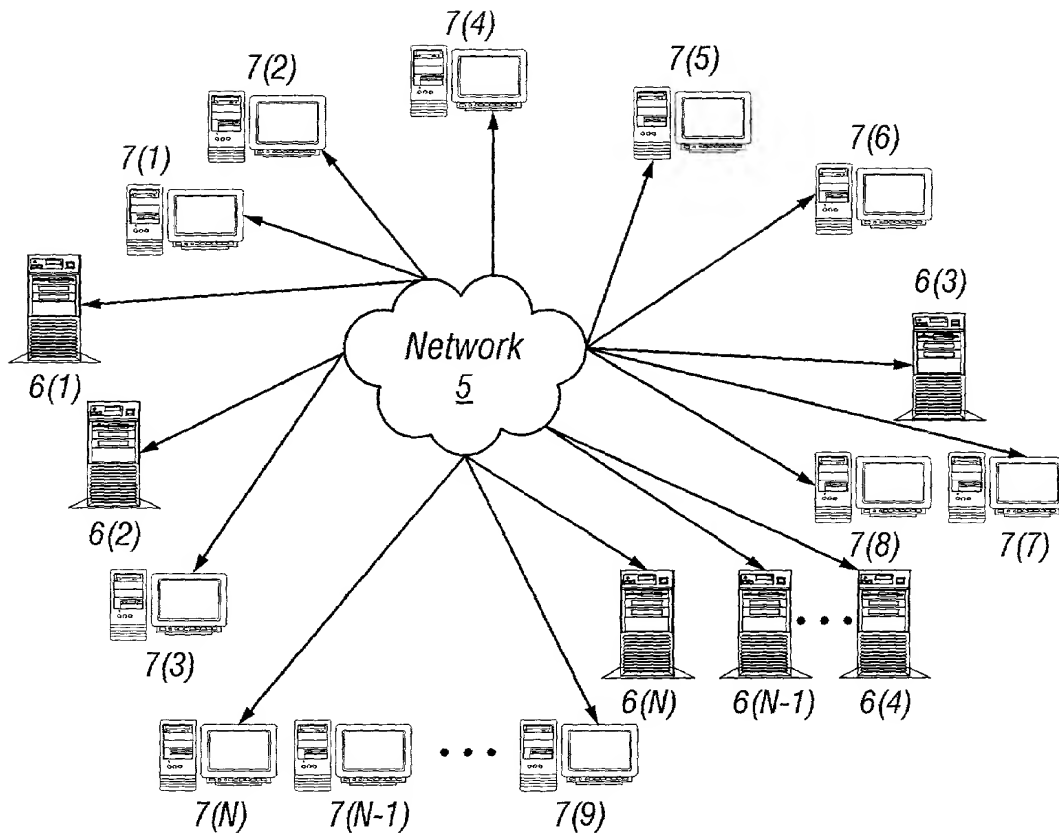 7(4)
7(2)
7(5)
7(1)
7(6)
6(3)
Network
5
6(1)
6(2)
7(8)
7(7)
7(3)
6(N)
6(N-1)
6(4)
7(N)
7(N-1)
7(9)